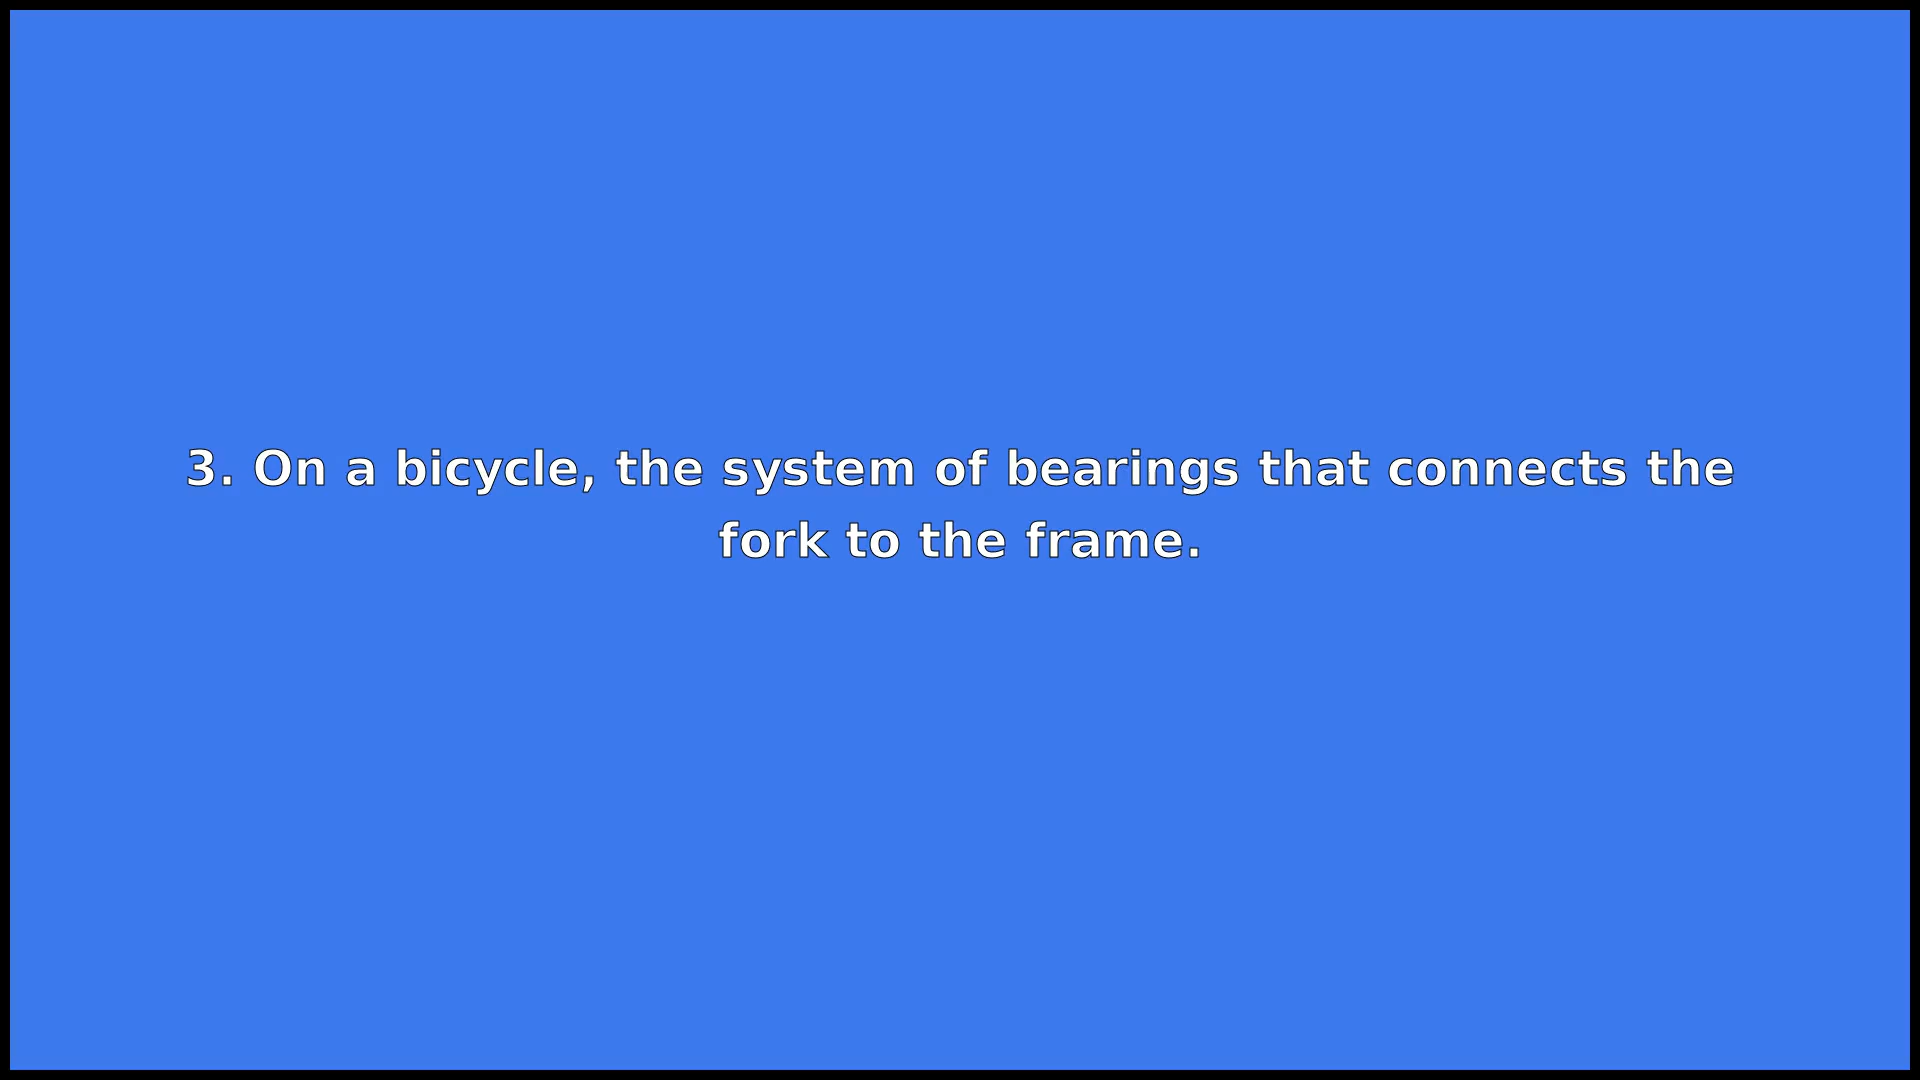 3. On a bicycle, the system of bearings that connects the
fork to the frame.